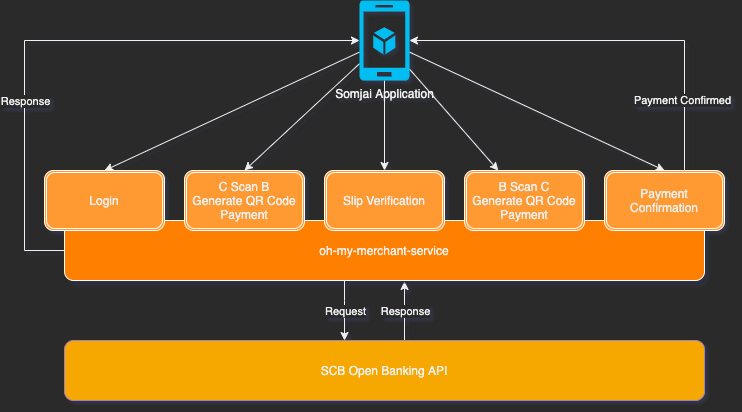 Somjai Application
Response
Payment Confirmed
Login
C Scan B
Generate QR Code
Payment
Slip Verification
B Scan C
Generate QR Code
Payment
Payment
Confirmation
oh-my-merchant-service
Request
Response
SCB Open Banking API